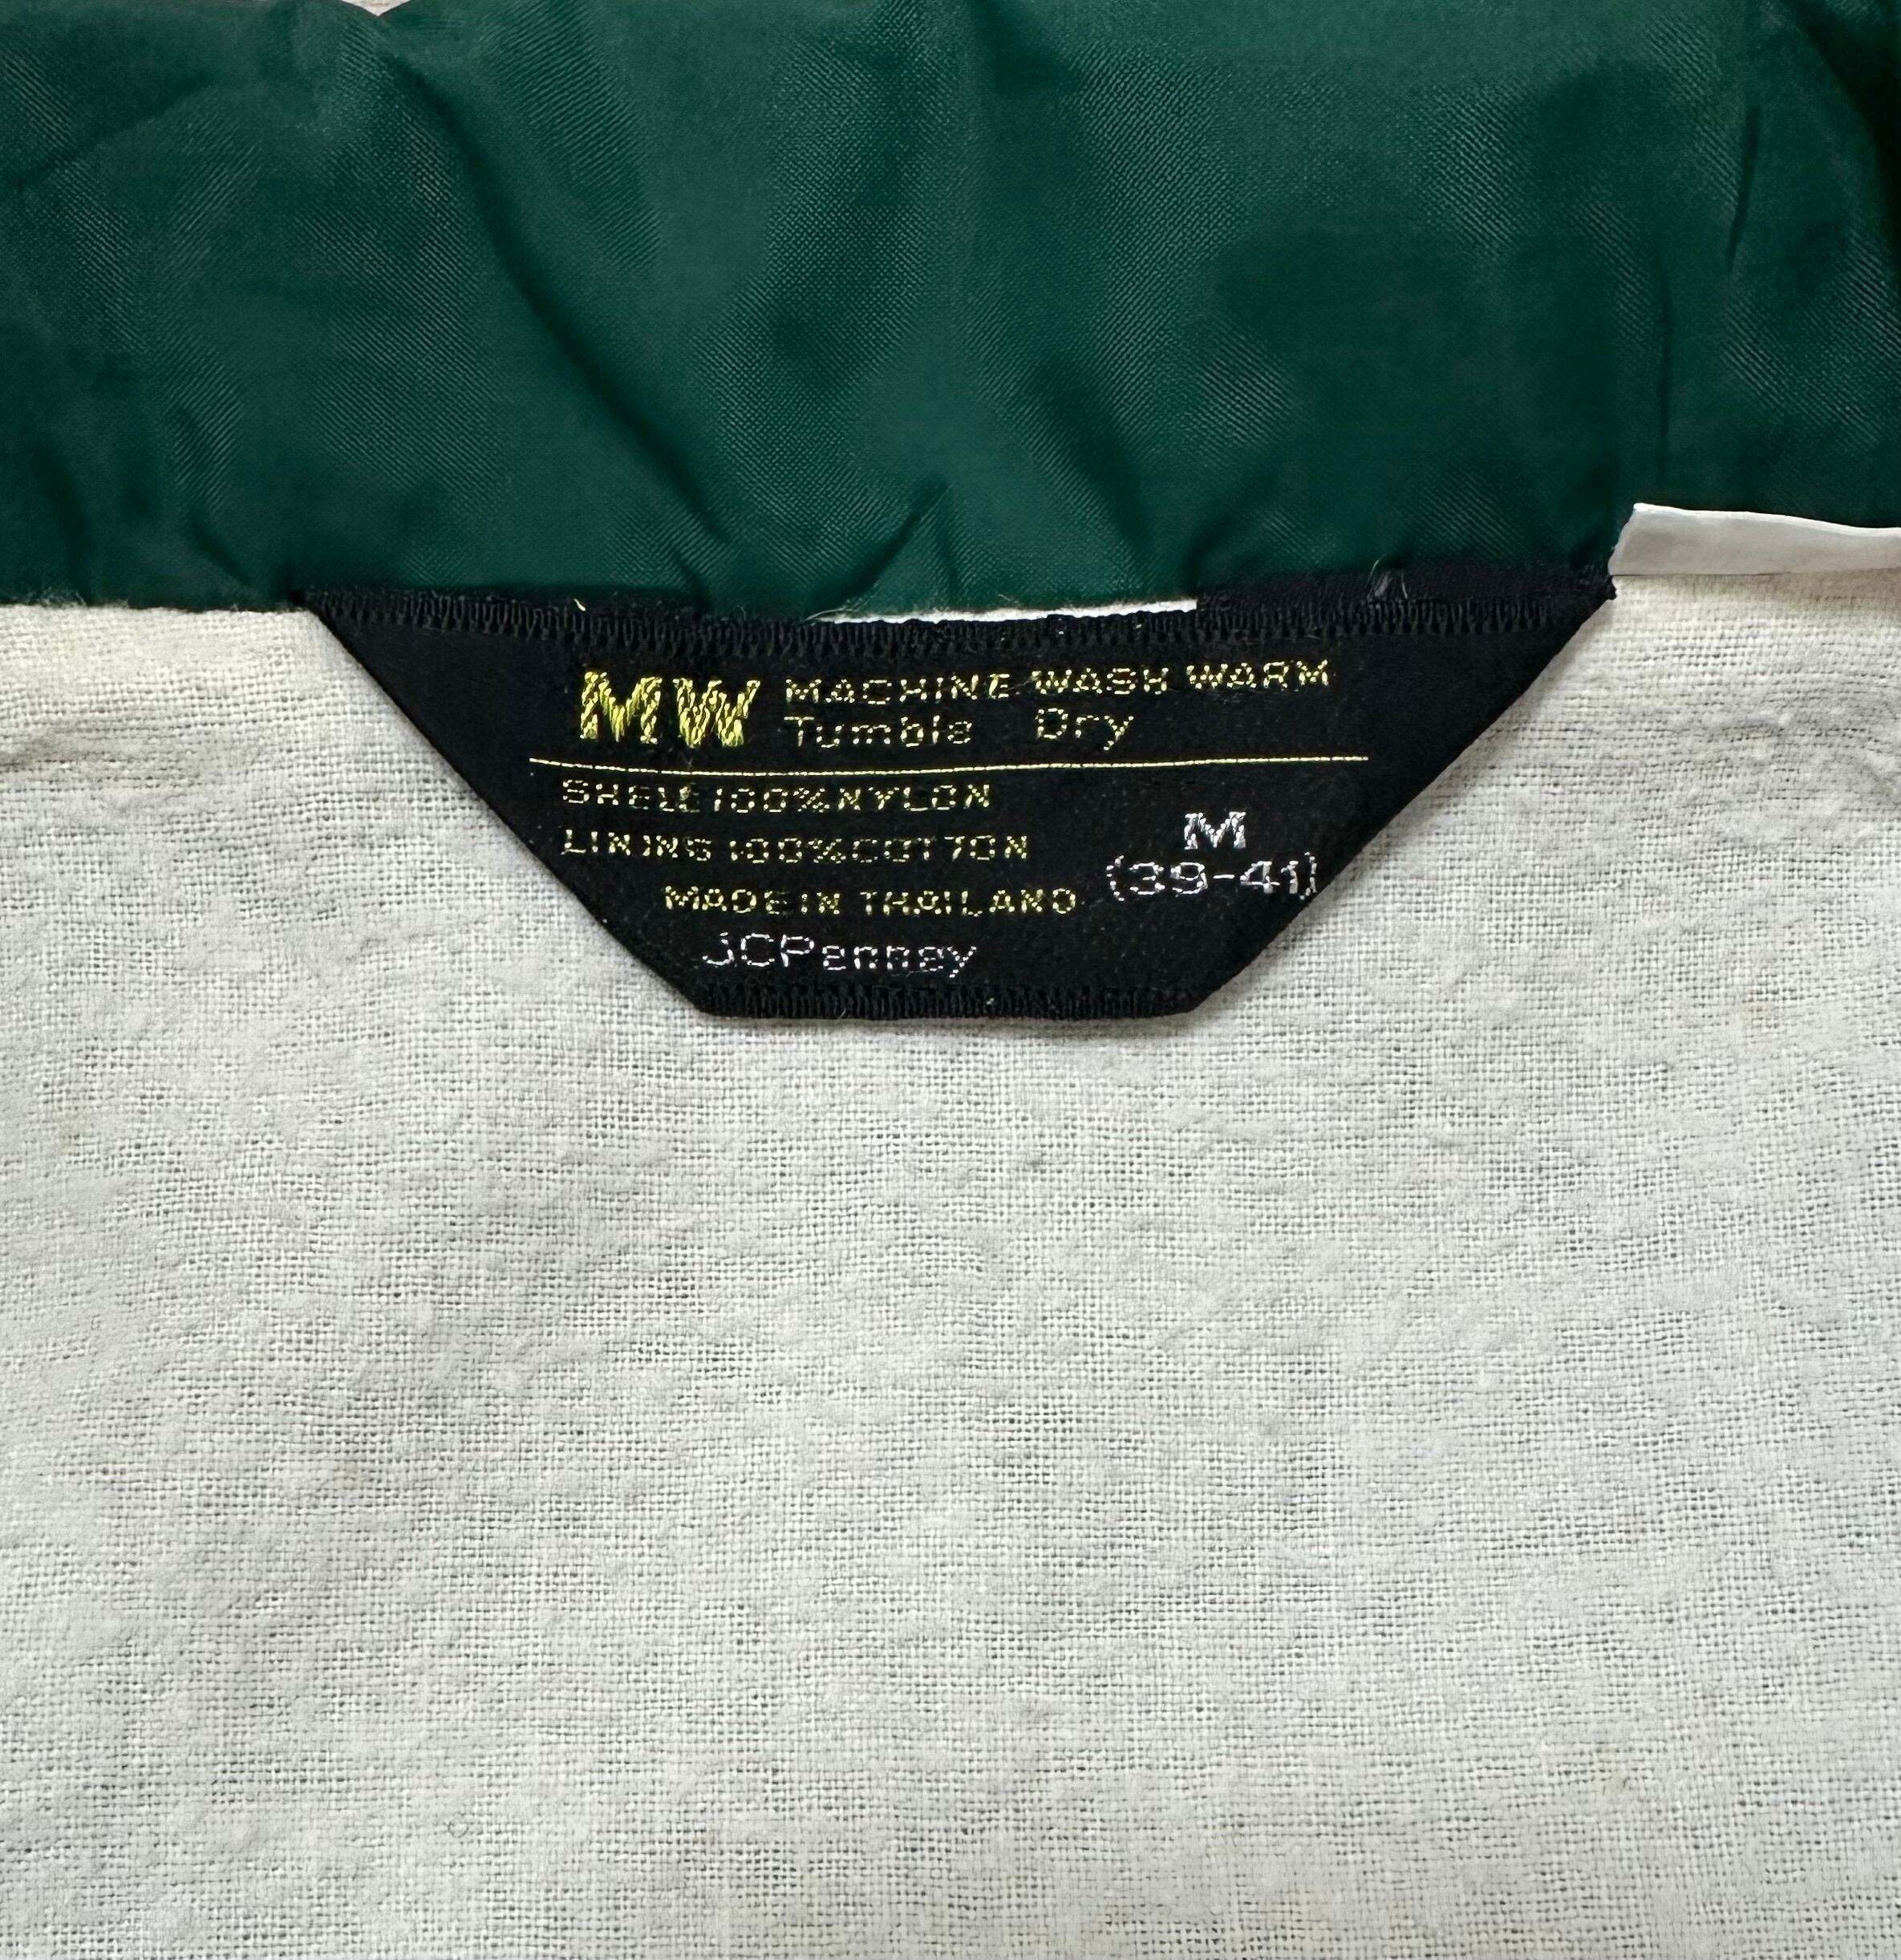 MW MACHINE WASH WARM
Tumble Dry
SHELL 100% NYLON
LINING 100% COTTON
M
(39-41)
MADE IN THAILAND
JCPenney